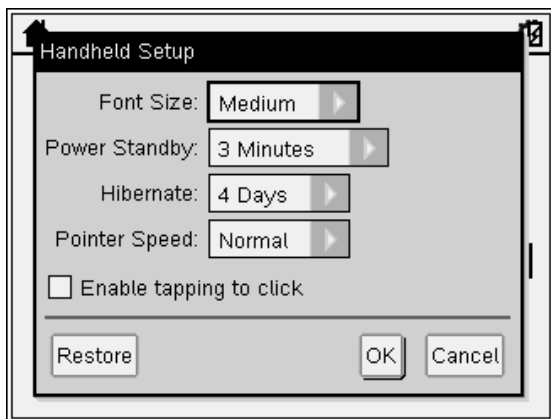 Handheld Setup
Font Size: Medium
Power Standby: 3 Minutes
Hibernate: 4 Days
Pointer Speed: Normal
Enable tapping to click
Restore OK Cancel